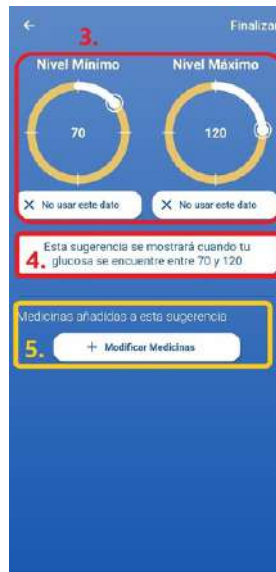 ← Finalizar
3.
Nivel Mínimo Nivel Máximo
70 120
X No usar este dato X No usar este dato
Esta sugerencia se mostrará cuando tu
4. glucosa se encuentre entre 70 y 120
Medicinas añadidas a esta sugerencia
5. + Modificar Medicinas